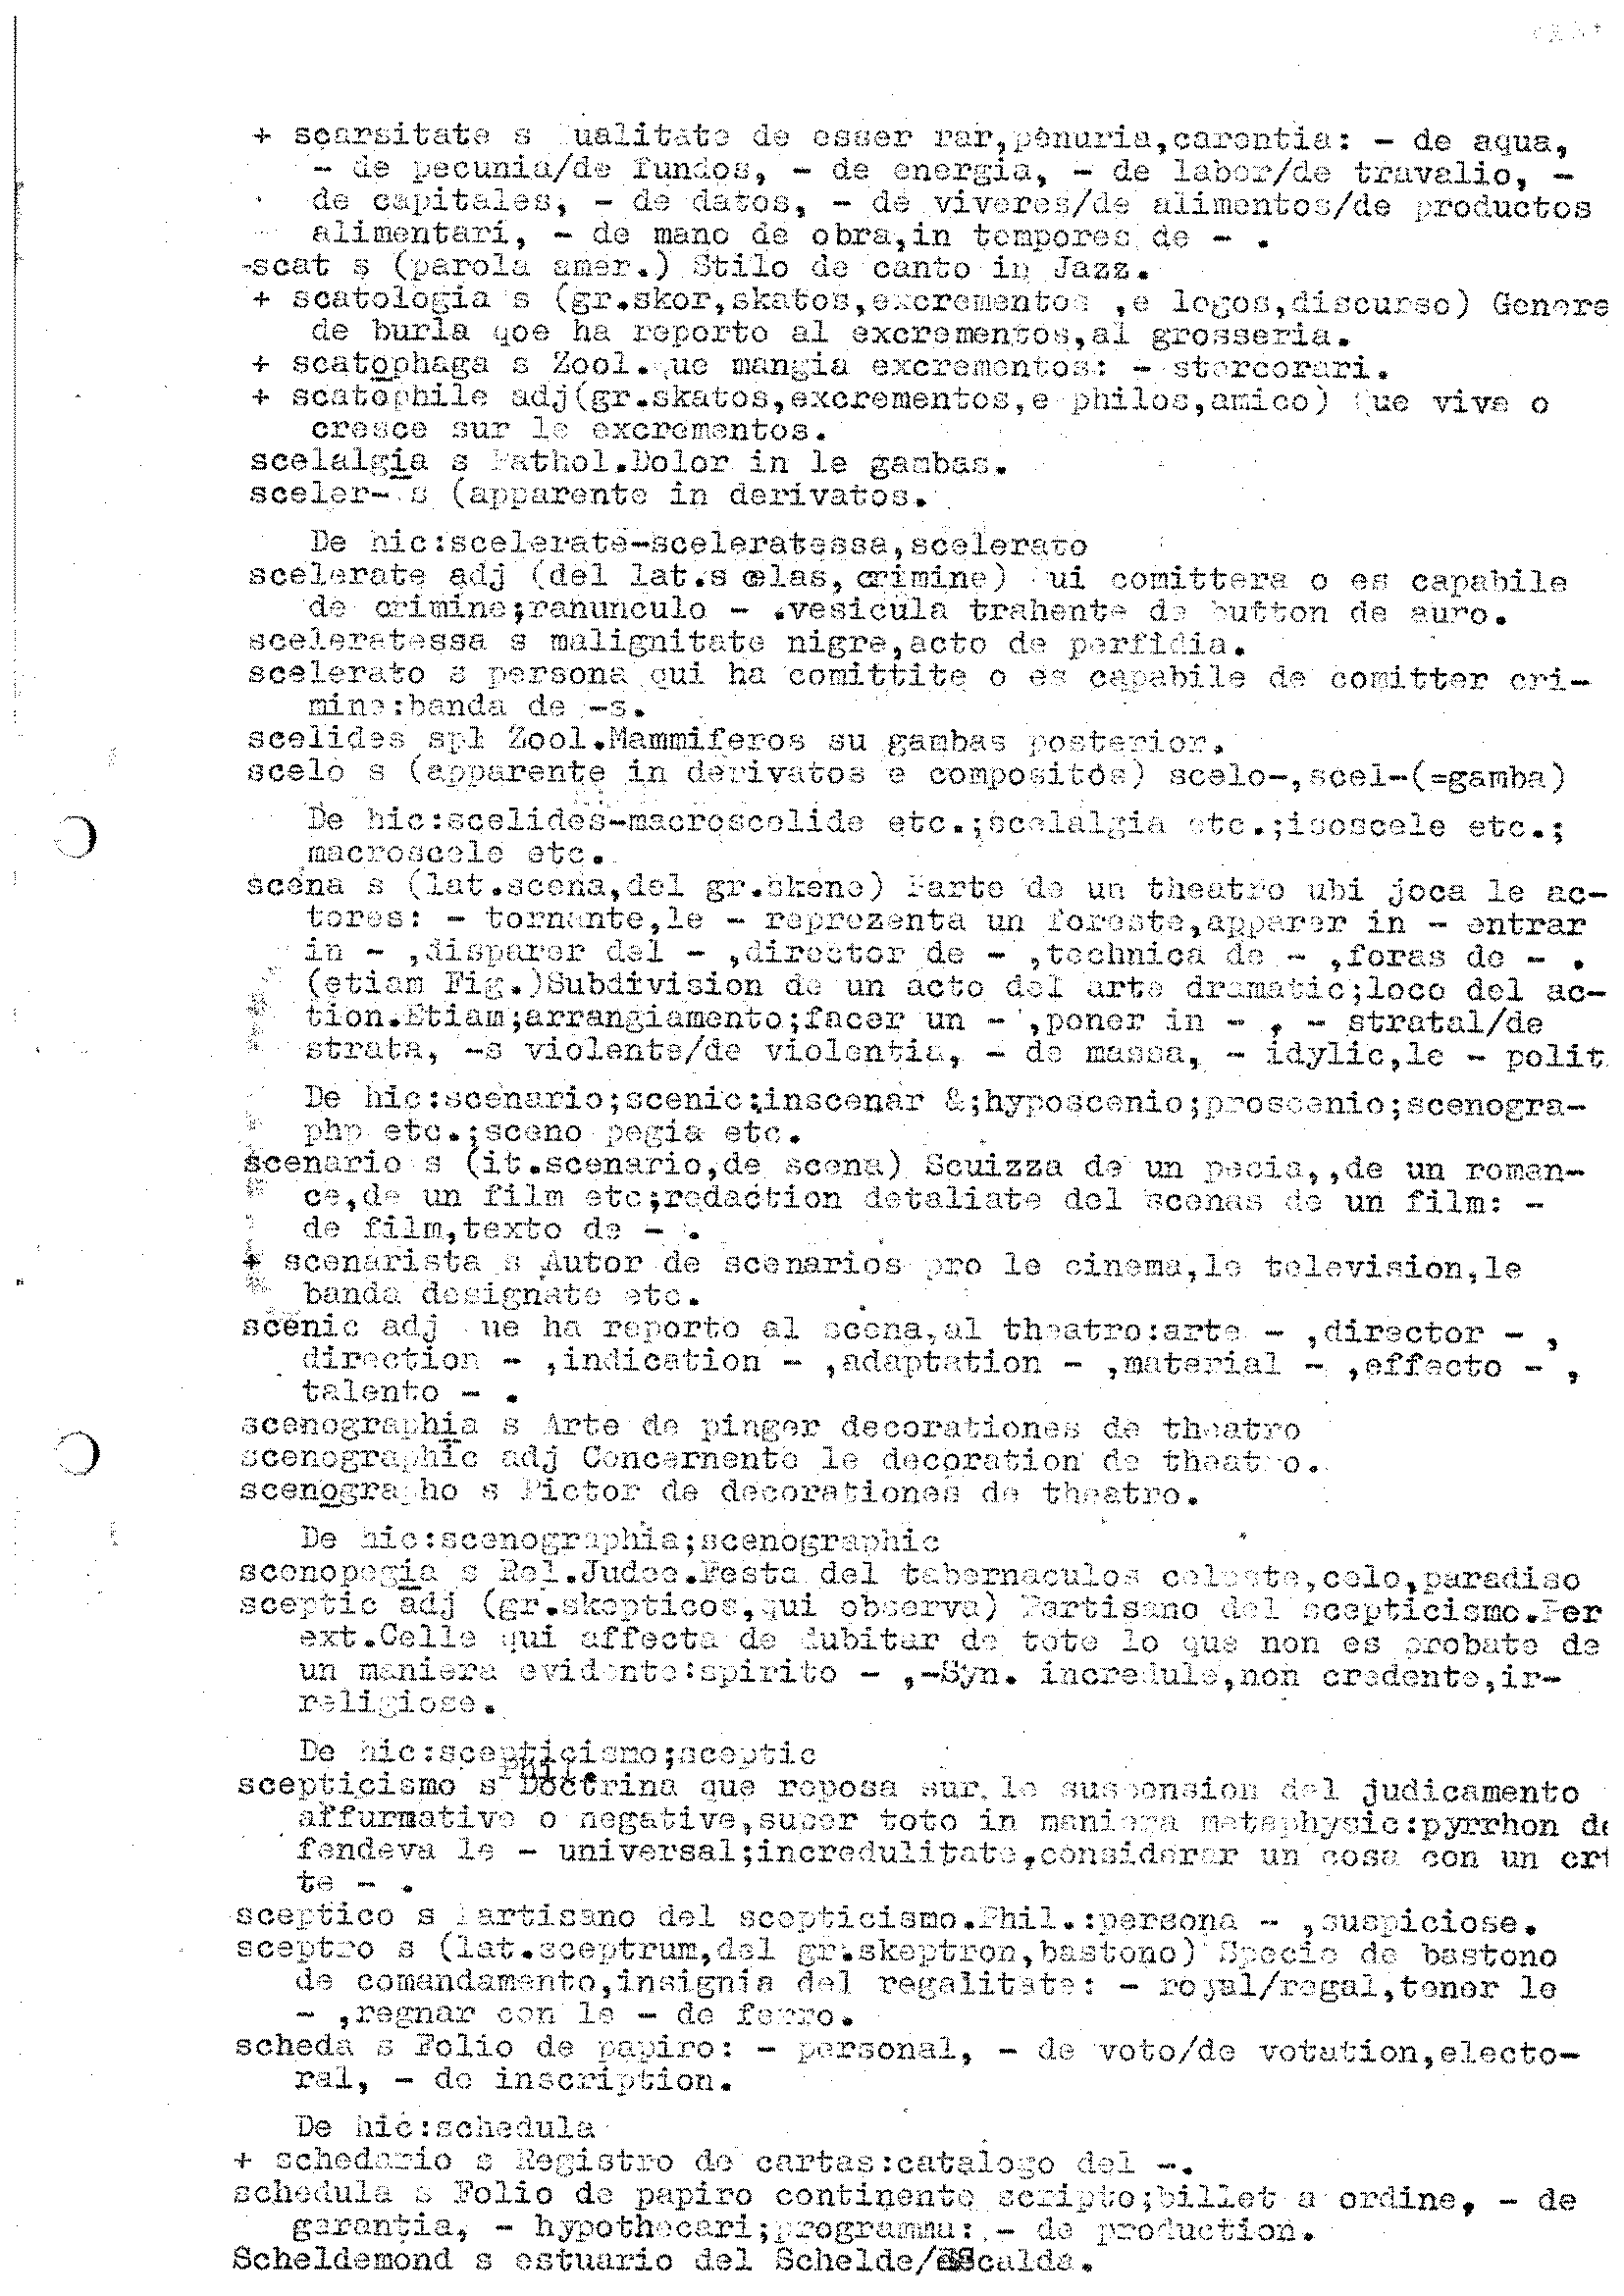 + scarsitate s ualitate de esser rar,penuria,carentia: - de aqua,
- de pecunia/de fundos, - de energia, - de labor/de travalio, -
de capitales, - de datos, - de viveres/de alimentos/de productos
alimentari, - de mano de obra,in tempores de - .
-scat s (parola amer.) Stilo de canto in Jazz.
+ scatologia s (gr.skor,skatos,excrementos ,e logos,discurso) Genere
de burla qoe ha reporto al excrementos,al grosseria.
+ scatophaga s Zool. ue mangia excrementos: - stercorari.
+ scatophile adj(gr.skatos,excrementos,e philos,amico) Que vive o
cresce sur le excrementos.
scelalgia s Pathol.Dolor in le gambas.
sceler- s (apparente in derivatos.
De hic:scelerate-sceleratessa,scelerato
scelerate adj (del lat.s celas, crimine) ui comittera o es capabile
de crimine;ranunculo - .vesicula trahente de button de auro.
sceleratessa s malignitate nigre,acto de perfidia.
scelerato s persona qui ha comittite o es capabile de comitter cri-
mine:banda de -s.
scelides spl Zool.Mammiferos su gambas posterior.
scelo s (apparente in derivatos e compositos) scelo-,scel-(=gamba)
De hic:scelides-macroscelide etc.;scelalgia etc.;isoscele etc.;
macroscele etc.
scena s (lat.scena,del gr.Skene) Parte de un theatro ubi joca le ac-
tores: - tornante,le - reprezenta un foreste,apparer in - entrar
in - ,disparer del - ,director de - ,technica de - ,foras de - .
(etiam Fig.)Subdivision de un acto del arte dramatic;loco del ac-
tion.Etiam;arrangiamento;facer un - ,poner in - , - stratal/de
strata, -s violente/de violentia, - de massa, - idylic,le - polit
De hic:scenario;scenic;inscenar &;hyposcenio;proscenio;scenogra-
php etc.;sceno pegia etc.
scenario s (it.scenario,de scena) Scuizza de un pecia,,de un roman-
ce,de un film etc;redaction detaliate del scenas de un film: -
de film,texto de - .
+ scenarista s Autor de scenarios pro le cinema,le television,le
banda designate etc.
scenic adj ue ha reporto al scena,al theatro:arte - ,director - ,
direction - ,indication - ,adaptation - ,material - ,effecto - ,
talento - .
scenographia s Arte de pinger decorationes de theatro
scenographic adj Concernente le decoration de theatro.
scenographo s Pictor de decorationes de theatro.
De hic:scenographia;scenographic
scenopegia s Rel.Judee.Festa del tabernaculos celeste,celo,paradiso
sceptic adj (gr.skepticos,qui observa) Partisano del scepticismo.Per
ext.Celle qui affecta de dubitar de tote lo que non es probate de
un maniera evidente:spirito - ,-Syn. incredule,non credente,ir-
religiose.
De hic:scepticismo;sceptic
Phil.
scepticismo s Doctrina que reposa sur le suspension del judicamento
affurmative o negative,super toto in maniera metaphysic:pyrrhon de
fendeva le - universal;incredulitate,considerar un cosa con un cri
te - .
sceptico s Partisano del scepticismo.Phil.:persona - ,suspiciose.
sceptro s (lat.sceptrum,del gr.skeptron,bastono) Specie de bastono
de comandamento,insignia del regalitate: - royal/regal,tener le
- ,regnar con le - de ferro.
scheda s Folio de papiro: - personal, - de voto/de votation,electo-
ral, - de inscription.
De hic:schedula
+ schedario s Registro de cartas:catalogo del -.
schedula s Folio de papiro continente scripto;billet a ordine, - de
garantia, - hypothecari;programma: - de production.
Scheldemond s estuario del Schelde/Escalda.